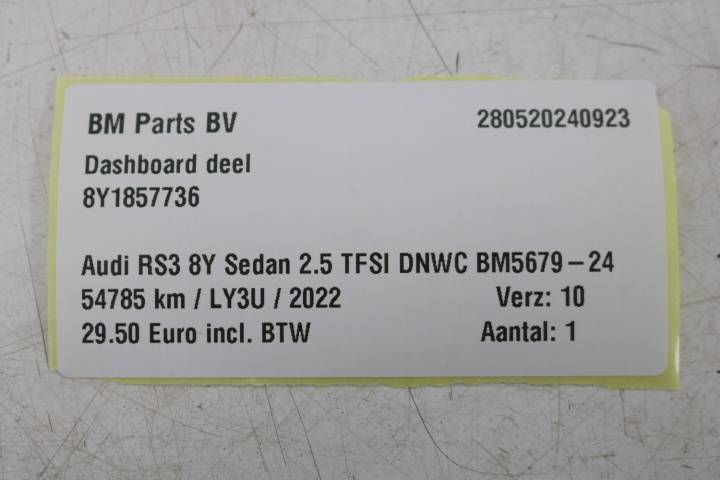 BM Parts BV 280520240923
Dashboard deel
8Y1857736
Audi RS3 8Y Sedan 2.5 TFSI DNWC BM5679-24
54785 km / LY3U / 2022 Verz: 10
29.50 Euro incl. BTW Aantal: 1